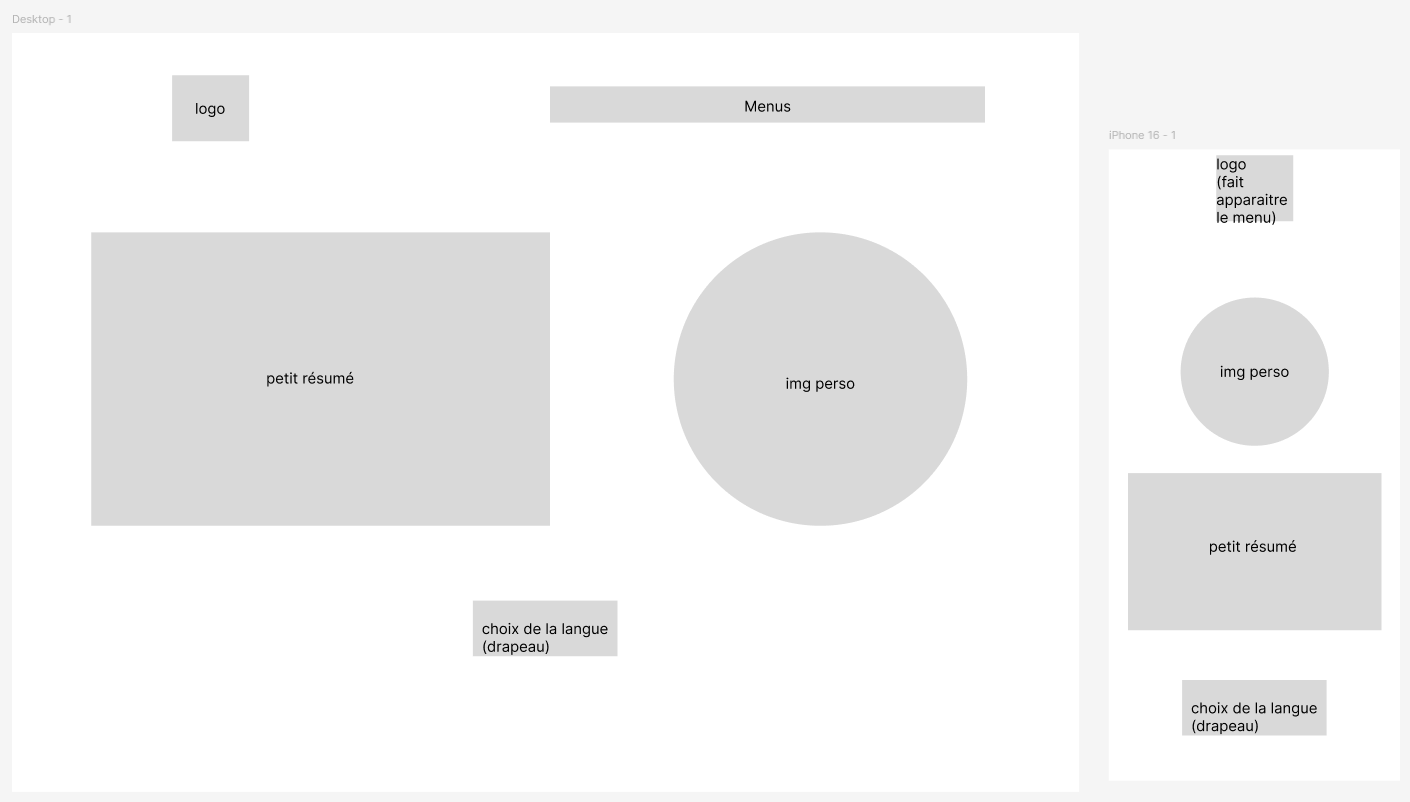 Desktop - 1
logo
Menus
petit résumé
img perso
choix de la langue
(drapeau)
iPhone 16 - 1
logo
(fait
apparaitre
le menu)
img perso
petit résumé
choix de la langue
(drapeau)